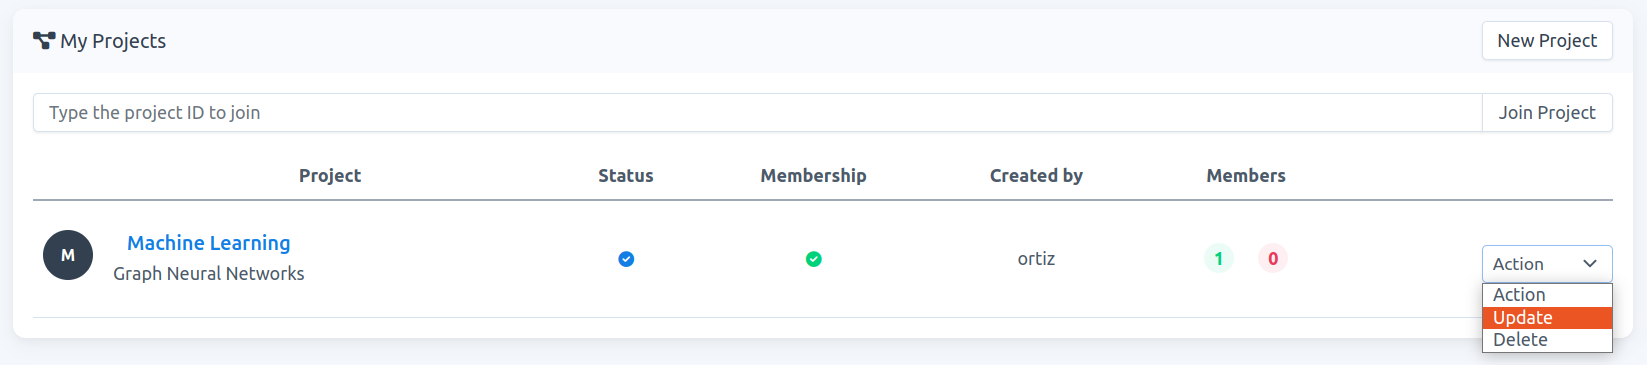 My Projects
New Project
Type the project ID to join
Join Project
Project Status Membership Created by Members
M
Machine Learning
Graph Neural Networks
ortiz
1 0
Action
Action
Update
Delete